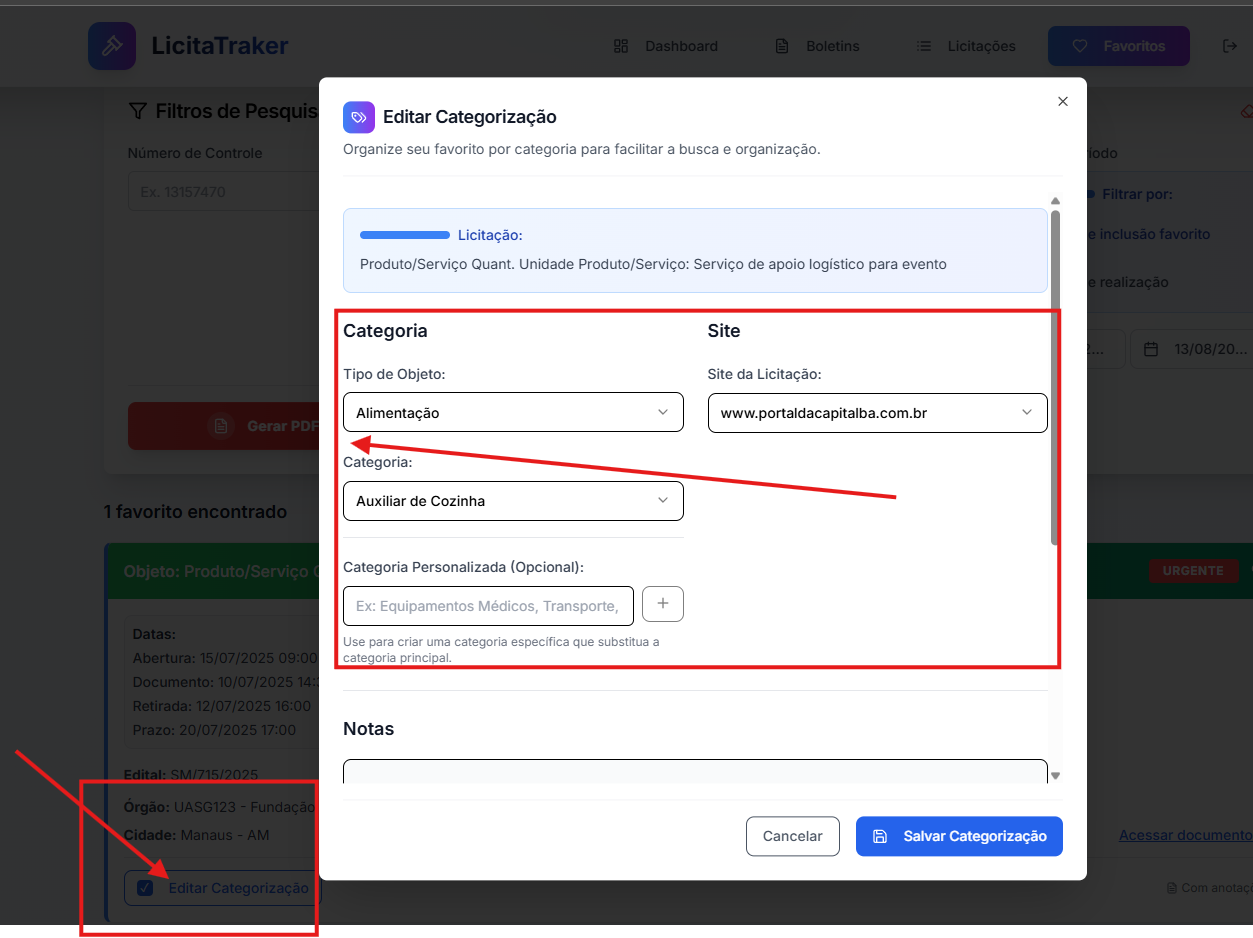 LicitaTraker
Dashboard
Boletins
Licitações
Favoritos
Filtros de Pesquis
Número de Controle
Ex. 13157470
Gerar PDF
1 favorito encontrado
Objeto: Produto/Serviço
Datas:
Abertura: 15/07/2025 09:00
Documento: 10/07/2025 14:
Retirada: 12/07/2025 16:00
Prazo: 20/07/2025 17:00
Edital: SM/715/2025
Órgão: UASG123 - Fundação
Cidade: Manaus - AM
Editar Categorização
Editar Categorização
Organize seu favorito por categoria para facilitar a busca e organização.
Licitação:
Produto/Serviço Quant. Unidade Produto/Serviço: Serviço de apoio logístico para evento
Categoria
Tipo de Objeto:
Alimentação
Categoria:
Auxiliar de Cozinha
Categoria Personalizada (Opcional):
Ex: Equipamentos Médicos, Transporte,
+
Use para criar uma categoria específica que substitua a
categoria principal.
Site
Site da Licitação:
www.portaldacapitalba.com.br
Notas
Cancelar
Salvar Categorização
íodo
Filtrar por:
e inclusão favorito
e realização
2...
13/08/20...
URGENTE
Acessar documento
Com anotaç